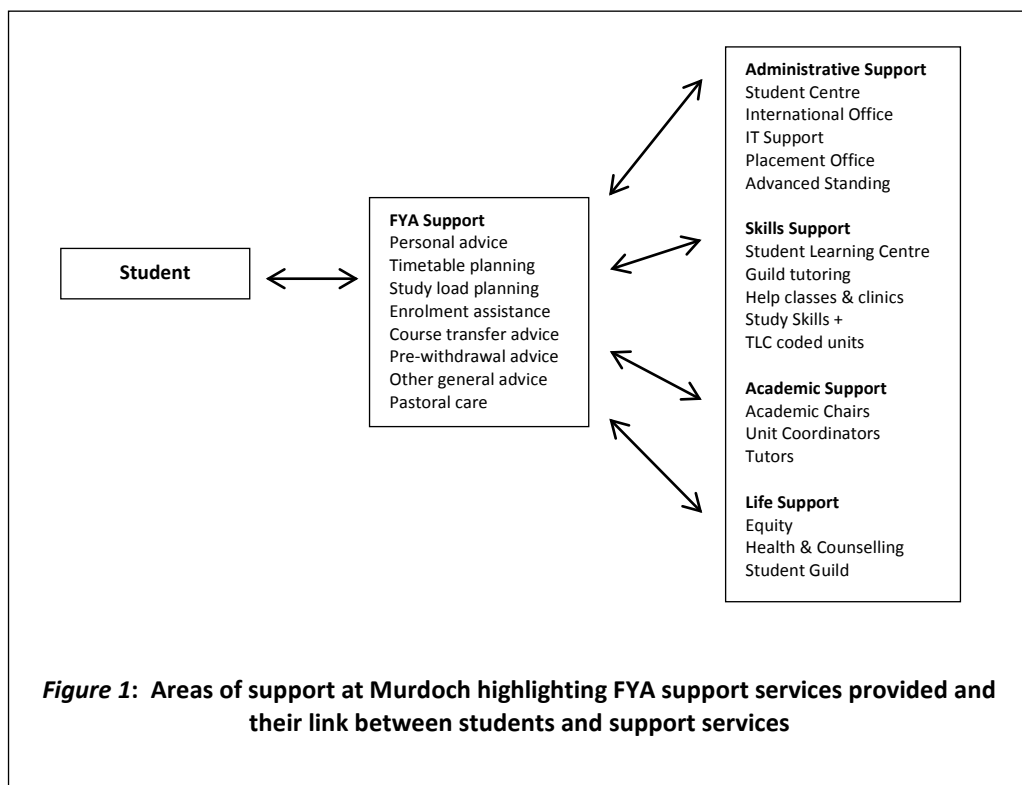 Student
FYA Support
Personal advice
Timetable planning
Study load planning
Enrolment assistance
Course transfer advice
Pre-withdrawal advice
Other general advice
Pastoral care
Administrative Support
Student Centre
International Office
IT Support
Placement Office
Advanced Standing
Skills Support
Student Learning Centre
Guild tutoring
Help classes & clinics
Study Skills +
TLC coded units
Academic Support
Academic Chairs
Unit Coordinators
Tutors
Life Support
Equity
Health & Counselling
Student Guild
Figure 1: Areas of support at Murdoch highlighting FYA support services provided and
their link between students and support services